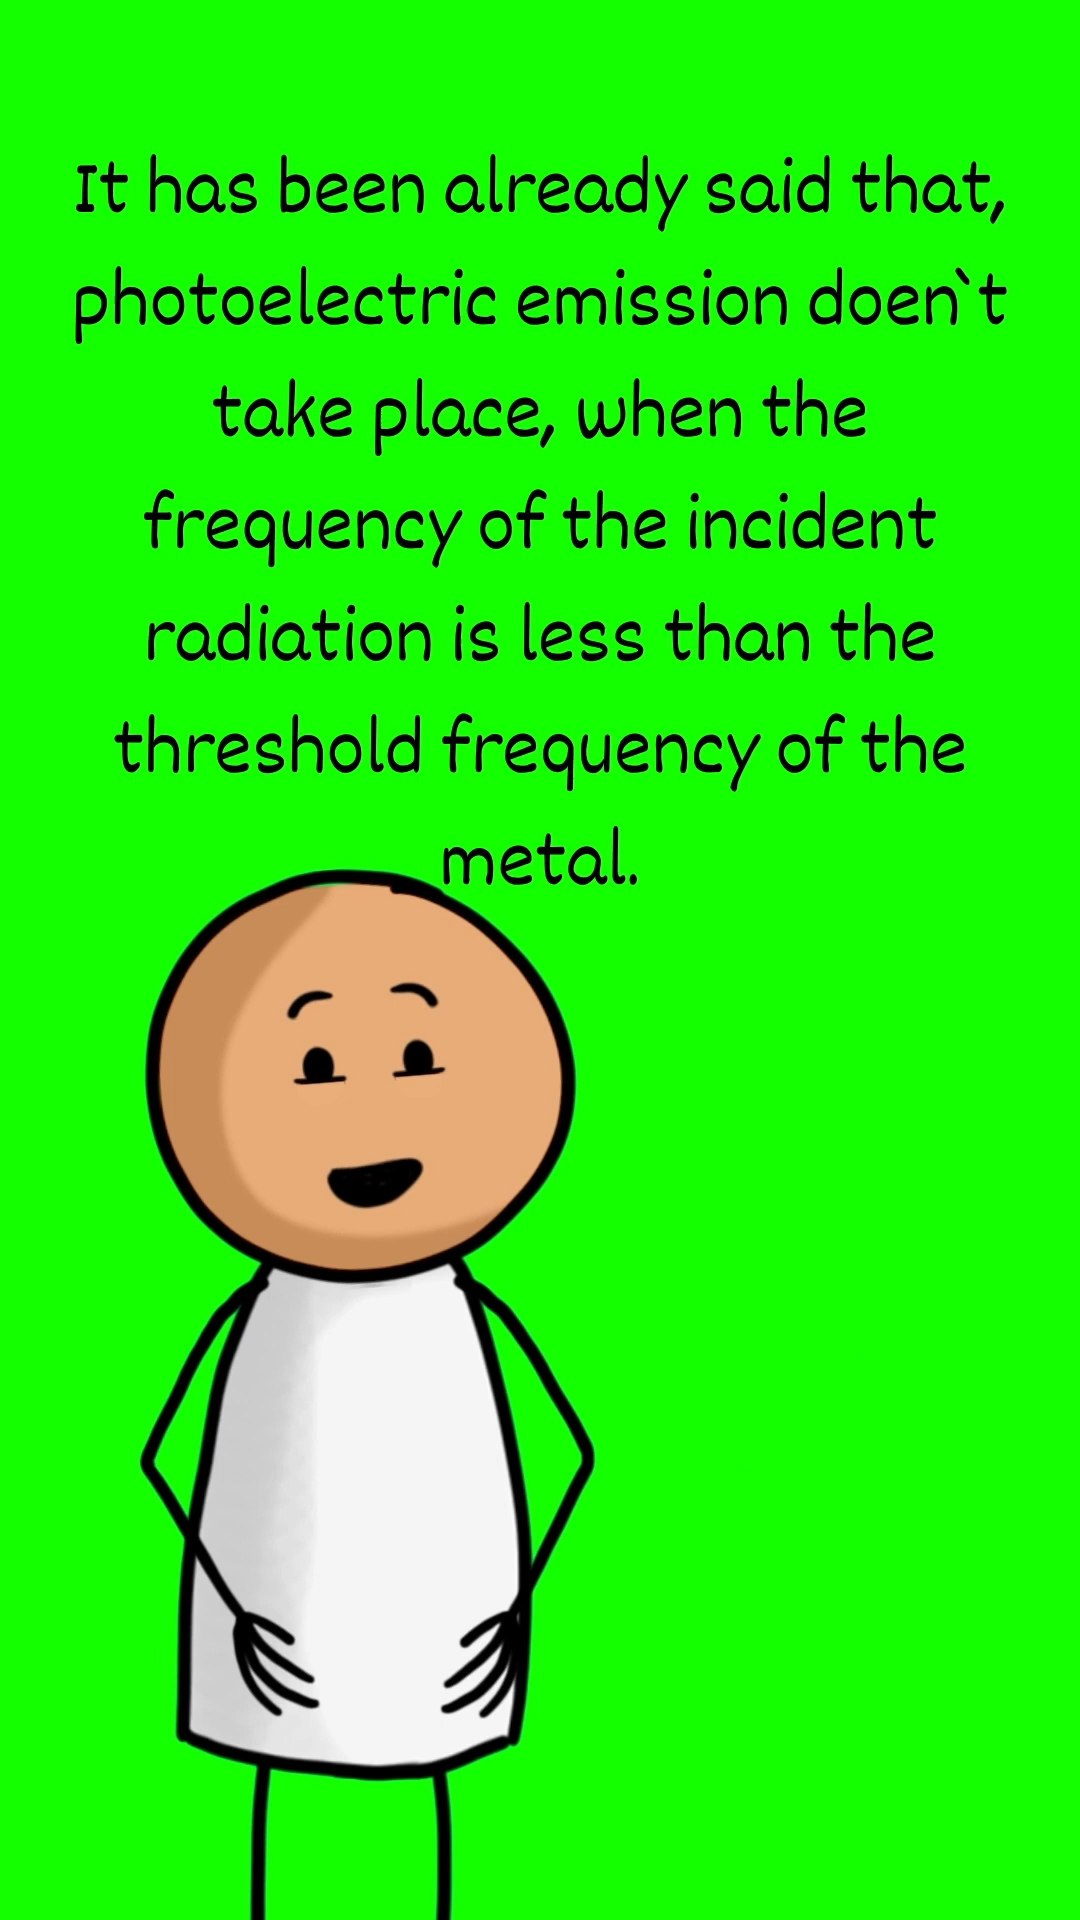 It has been already said that,
photoelectric emission doen`t
take place, when the
frequency of the incident
radiation is less than the
threshold frequency of the
metal.